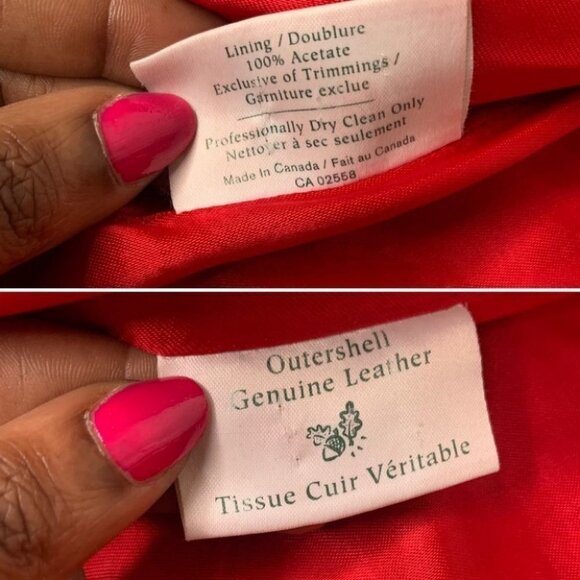 Lining / Doublure
100% Acetate
Exclusive of Trimmings /
Garniture exclue
Professionally Dry Clean Only
Nettoyer à sec seulement
Made in Canada / Fait au Canada
CA 02558
Outershell
Genuine Leather
Tissue Cuir Véritable